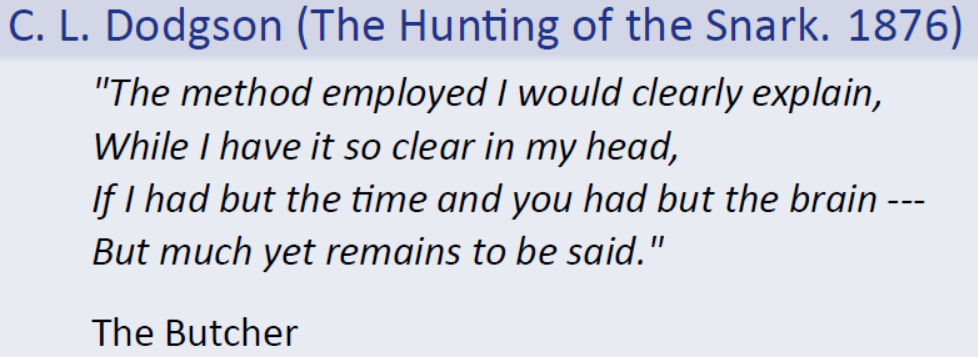 C. L. Dodgson (The Hunting of the Snark. 1876)
"The method employed I would clearly explain,
While I have it so clear in my head,
If I had but the time and you had but the brain ---
But much yet remains to be said."
The Butcher